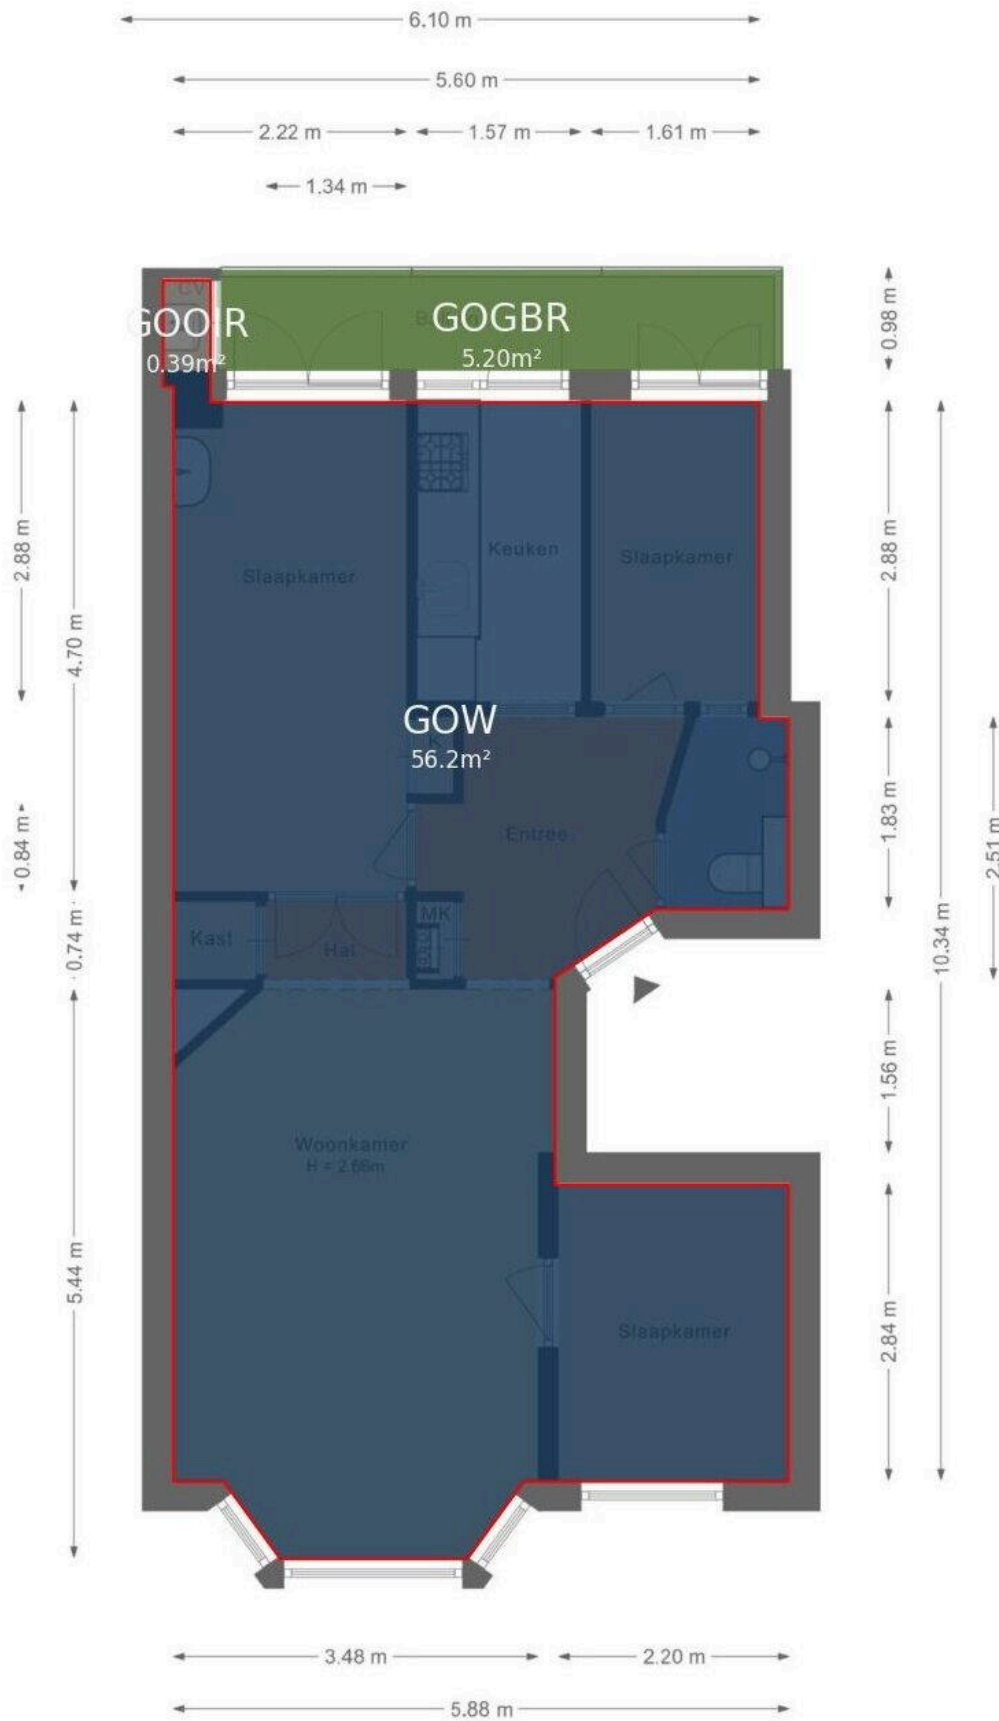 6.10 m
5.60 m
2.22 m
1.57 m
1.61 m
1.34 m
CV
GOOIR
0.39m²
GOGBR
5.20m²
0.98 m
2.88 m
4.70 m
Slaapkamer
Keuken
Slaapkamer
2.88 m
GOW
56.2m²
K
Entree
1.83 m
2.51 m
0.84 m
Kast
Hal
MK
0.74 m
10.34 m
1.56 m
Woonkamer
H = 2.66m
5.44 m
Slaapkamer
2.84 m
3.48 m
2.20 m
5.88 m